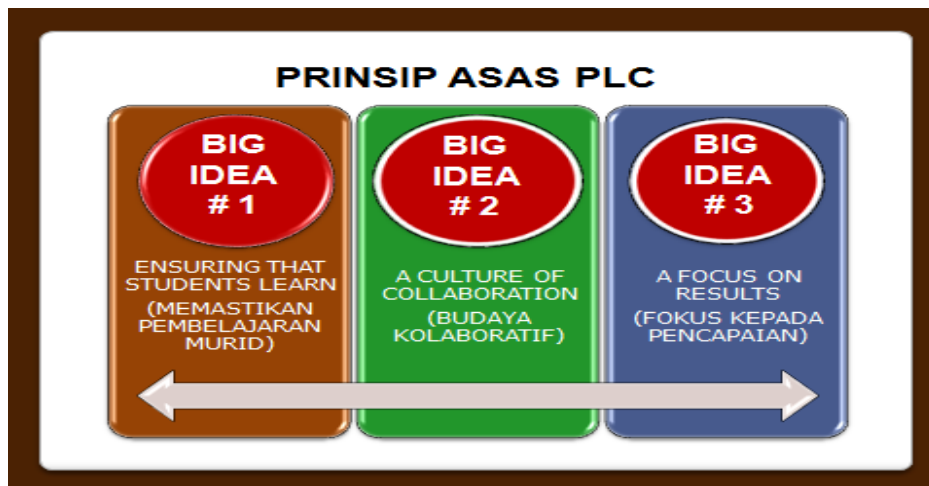 PRINSIP ASAS PLC
BIG
IDEA
# 1
ENSURING THAT
STUDENTS LEARN
(MEMASTIKAN
PEMBELAJARAN
MURID)
BIG
IDEA
# 2
A CULTURE OF
COLLABORATION
(BUDAYA
KOLABORATIF)
BIG
IDEA
# 3
A FOCUS ON
RESULTS
(FOKUS KEPADA
PENCAPAIAN)